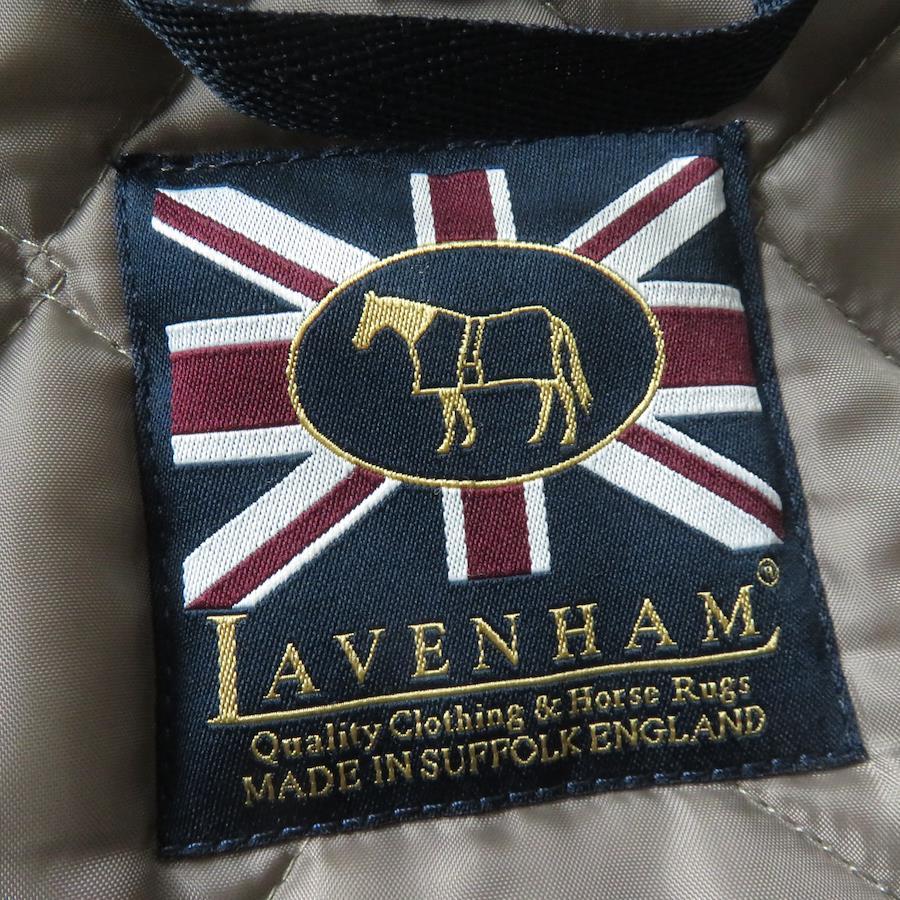 LAVENHAM®
Quality Clothing & Horse Rugs
MADE IN SUFFOLK ENGLAND